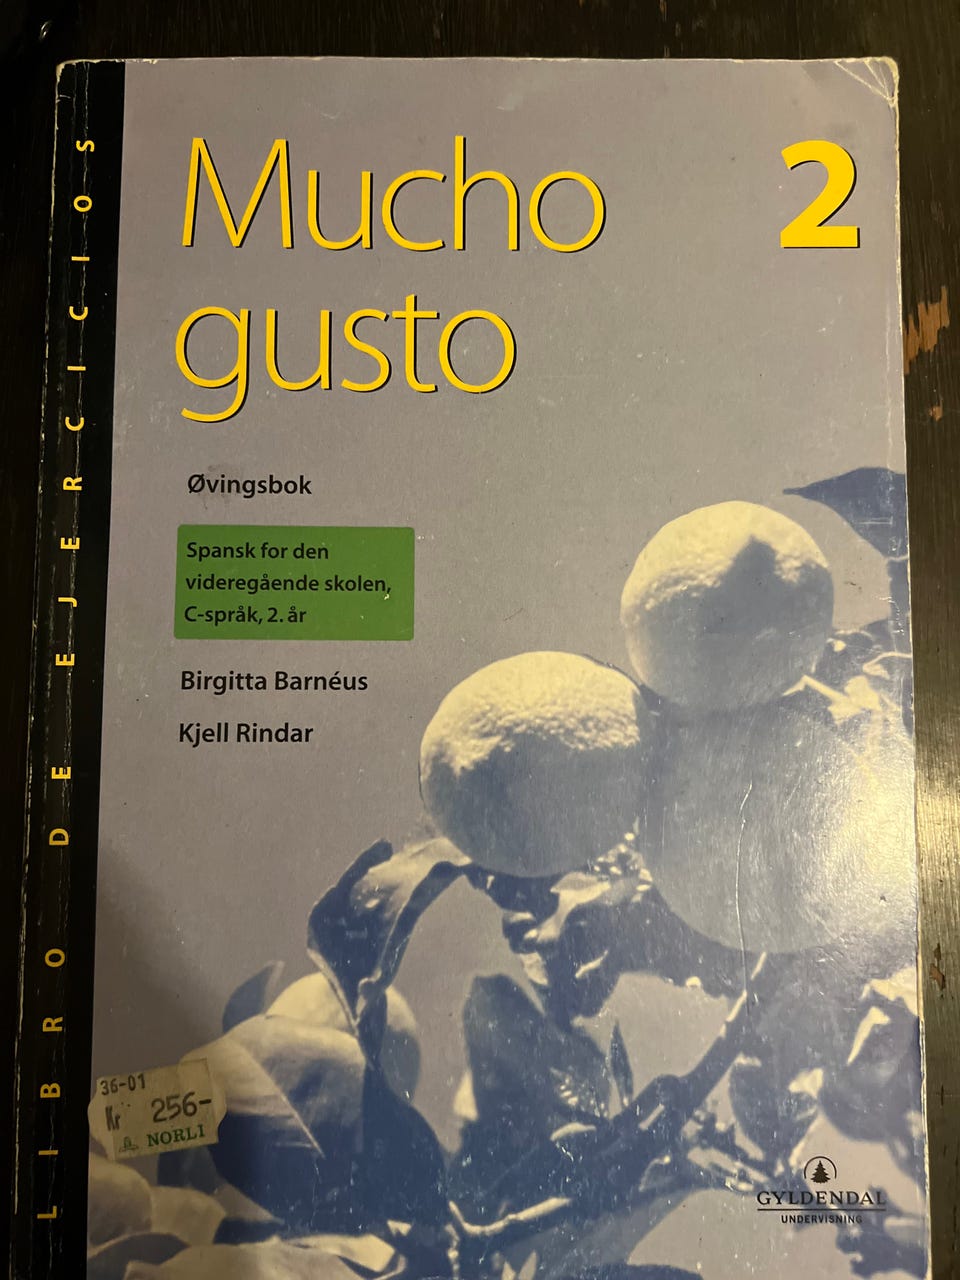 Mucho 2
gusto
Øvingsbok
Spansk for den
videregående skolen,
C-språk, 2. år
Birgitta Barnéus
Kjell Rindar
LIBRO DE EJERCICIOS
36-01
Kr 256-
NORLI
GYLDENDAL
UNDERVISNING